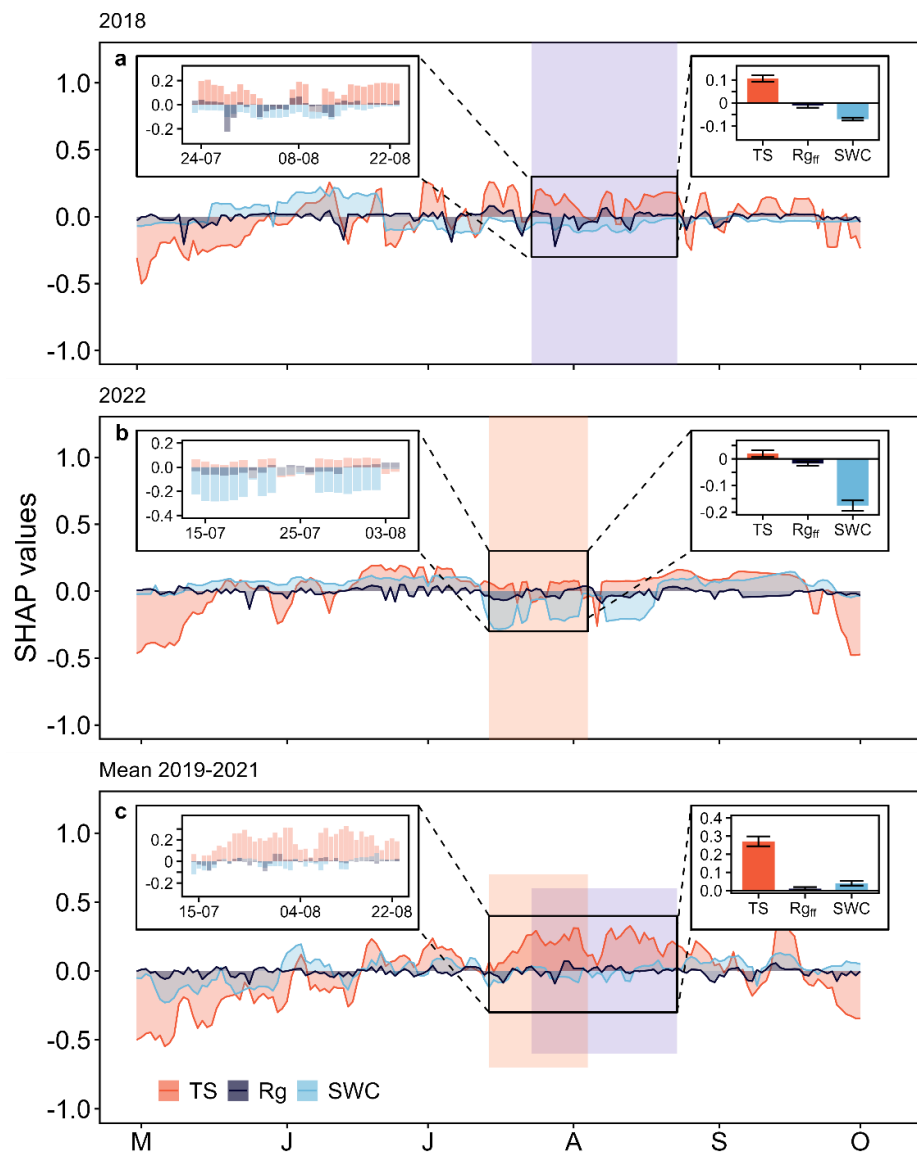 2018
a
1.0
0.5
0.0
-0.5
-1.0
0.2
0.0
-0.2
24-07 08-08 22-08
0.1
0
-0.1
TS Rgff SWC
2022
b
1.0
0.5
0.0
-0.5
-1.0
0.2
0.0
-0.2
-0.4
15-07 25-07 03-08
0
-0.1
-0.2
TS Rgff SWC
SHAP values
Mean 2019-2021
c
1.0
0.5
0.0
-0.5
-1.0
0.2
0
-0.2
15-07 04-08 22-08
0.4
0.3
0.2
0.1
0.0
TS Rgff SWC
TS Rg SWC
M J J A S O